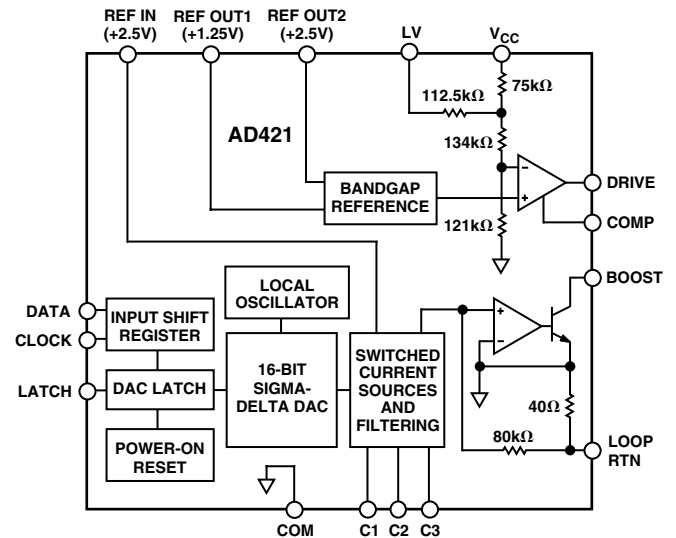 REF IN
(+2.5V)
REF OUT1
(+1.25V)
REF OUT2
(+2.5V)
LV
VCC
75kΩ
112.5kΩ
134kΩ
AD421
BANDGAP
REFERENCE
–
+
121kΩ
DRIVE
COMP
BOOST
LOCAL
OSCILLATOR
DATA
CLOCK
LATCH
INPUT SHIFT
REGISTER
DAC LATCH
POWER-ON
RESET
16-BIT
SIGMA-
DELTA DAC
SWITCHED
CURRENT
SOURCES
AND
FILTERING
+
–
40Ω
80kΩ
LOOP
RTN
COM
C1
C2
C3